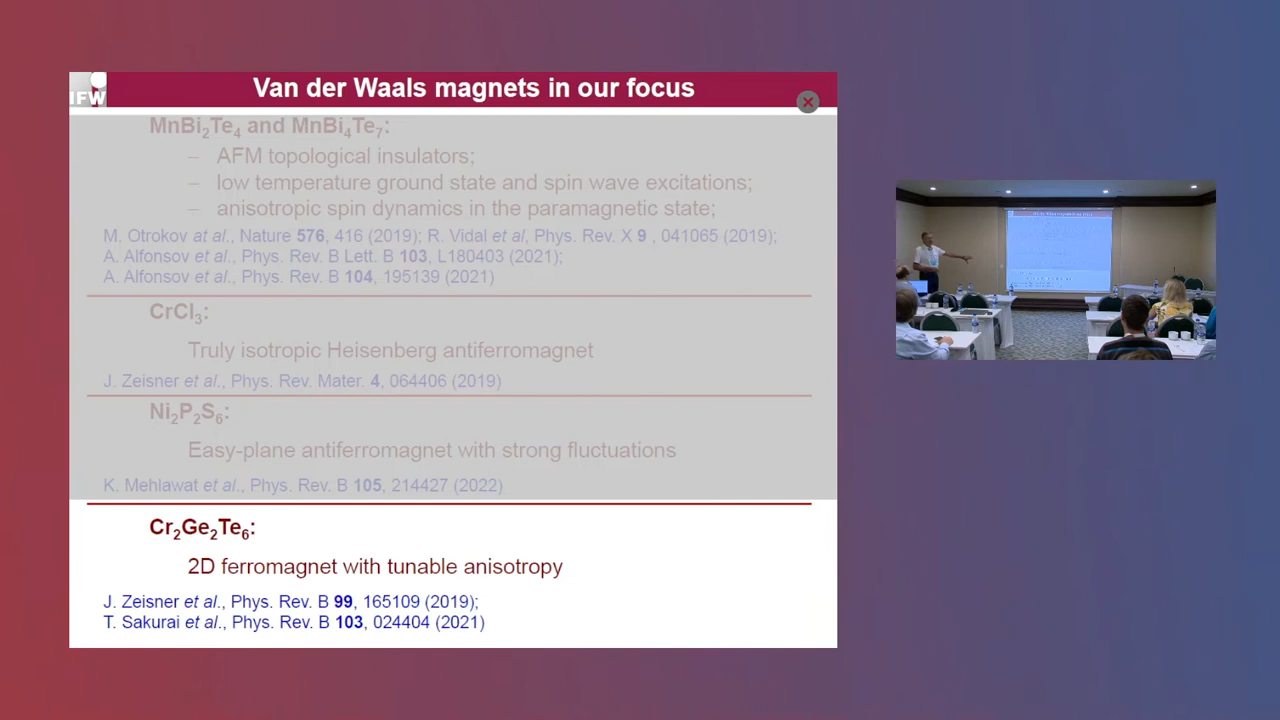 IFW
Van der Waals magnets in our focus
MnBi₂Te₄ and MnBi₄Te₇:
– AFM topological insulators;
– low temperature ground state and spin wave excitations;
– anisotropic spin dynamics in the paramagnetic state;
M. Otrokov at al., Nature 576, 416 (2019); R. Vidal et al, Phys. Rev. X 9 , 041065 (2019);
A. Alfonsov et al., Phys. Rev. B Lett. B 103, L180403 (2021);
A. Alfonsov et al., Phys. Rev. B 104, 195139 (2021)
CrCl₃:
Truly isotropic Heisenberg antiferromagnet
J. Zeisner et al., Phys. Rev. Mater. 4, 064406 (2019)
Ni₂P₂S₆:
Easy-plane antiferromagnet with strong fluctuations
K. Mehlawat et al., Phys. Rev. B 105, 214427 (2022)
Cr₂Ge₂Te₆:
2D ferromagnet with tunable anisotropy
J. Zeisner et al., Phys. Rev. B 99, 165109 (2019);
T. Sakurai et al., Phys. Rev. B 103, 024404 (2021)